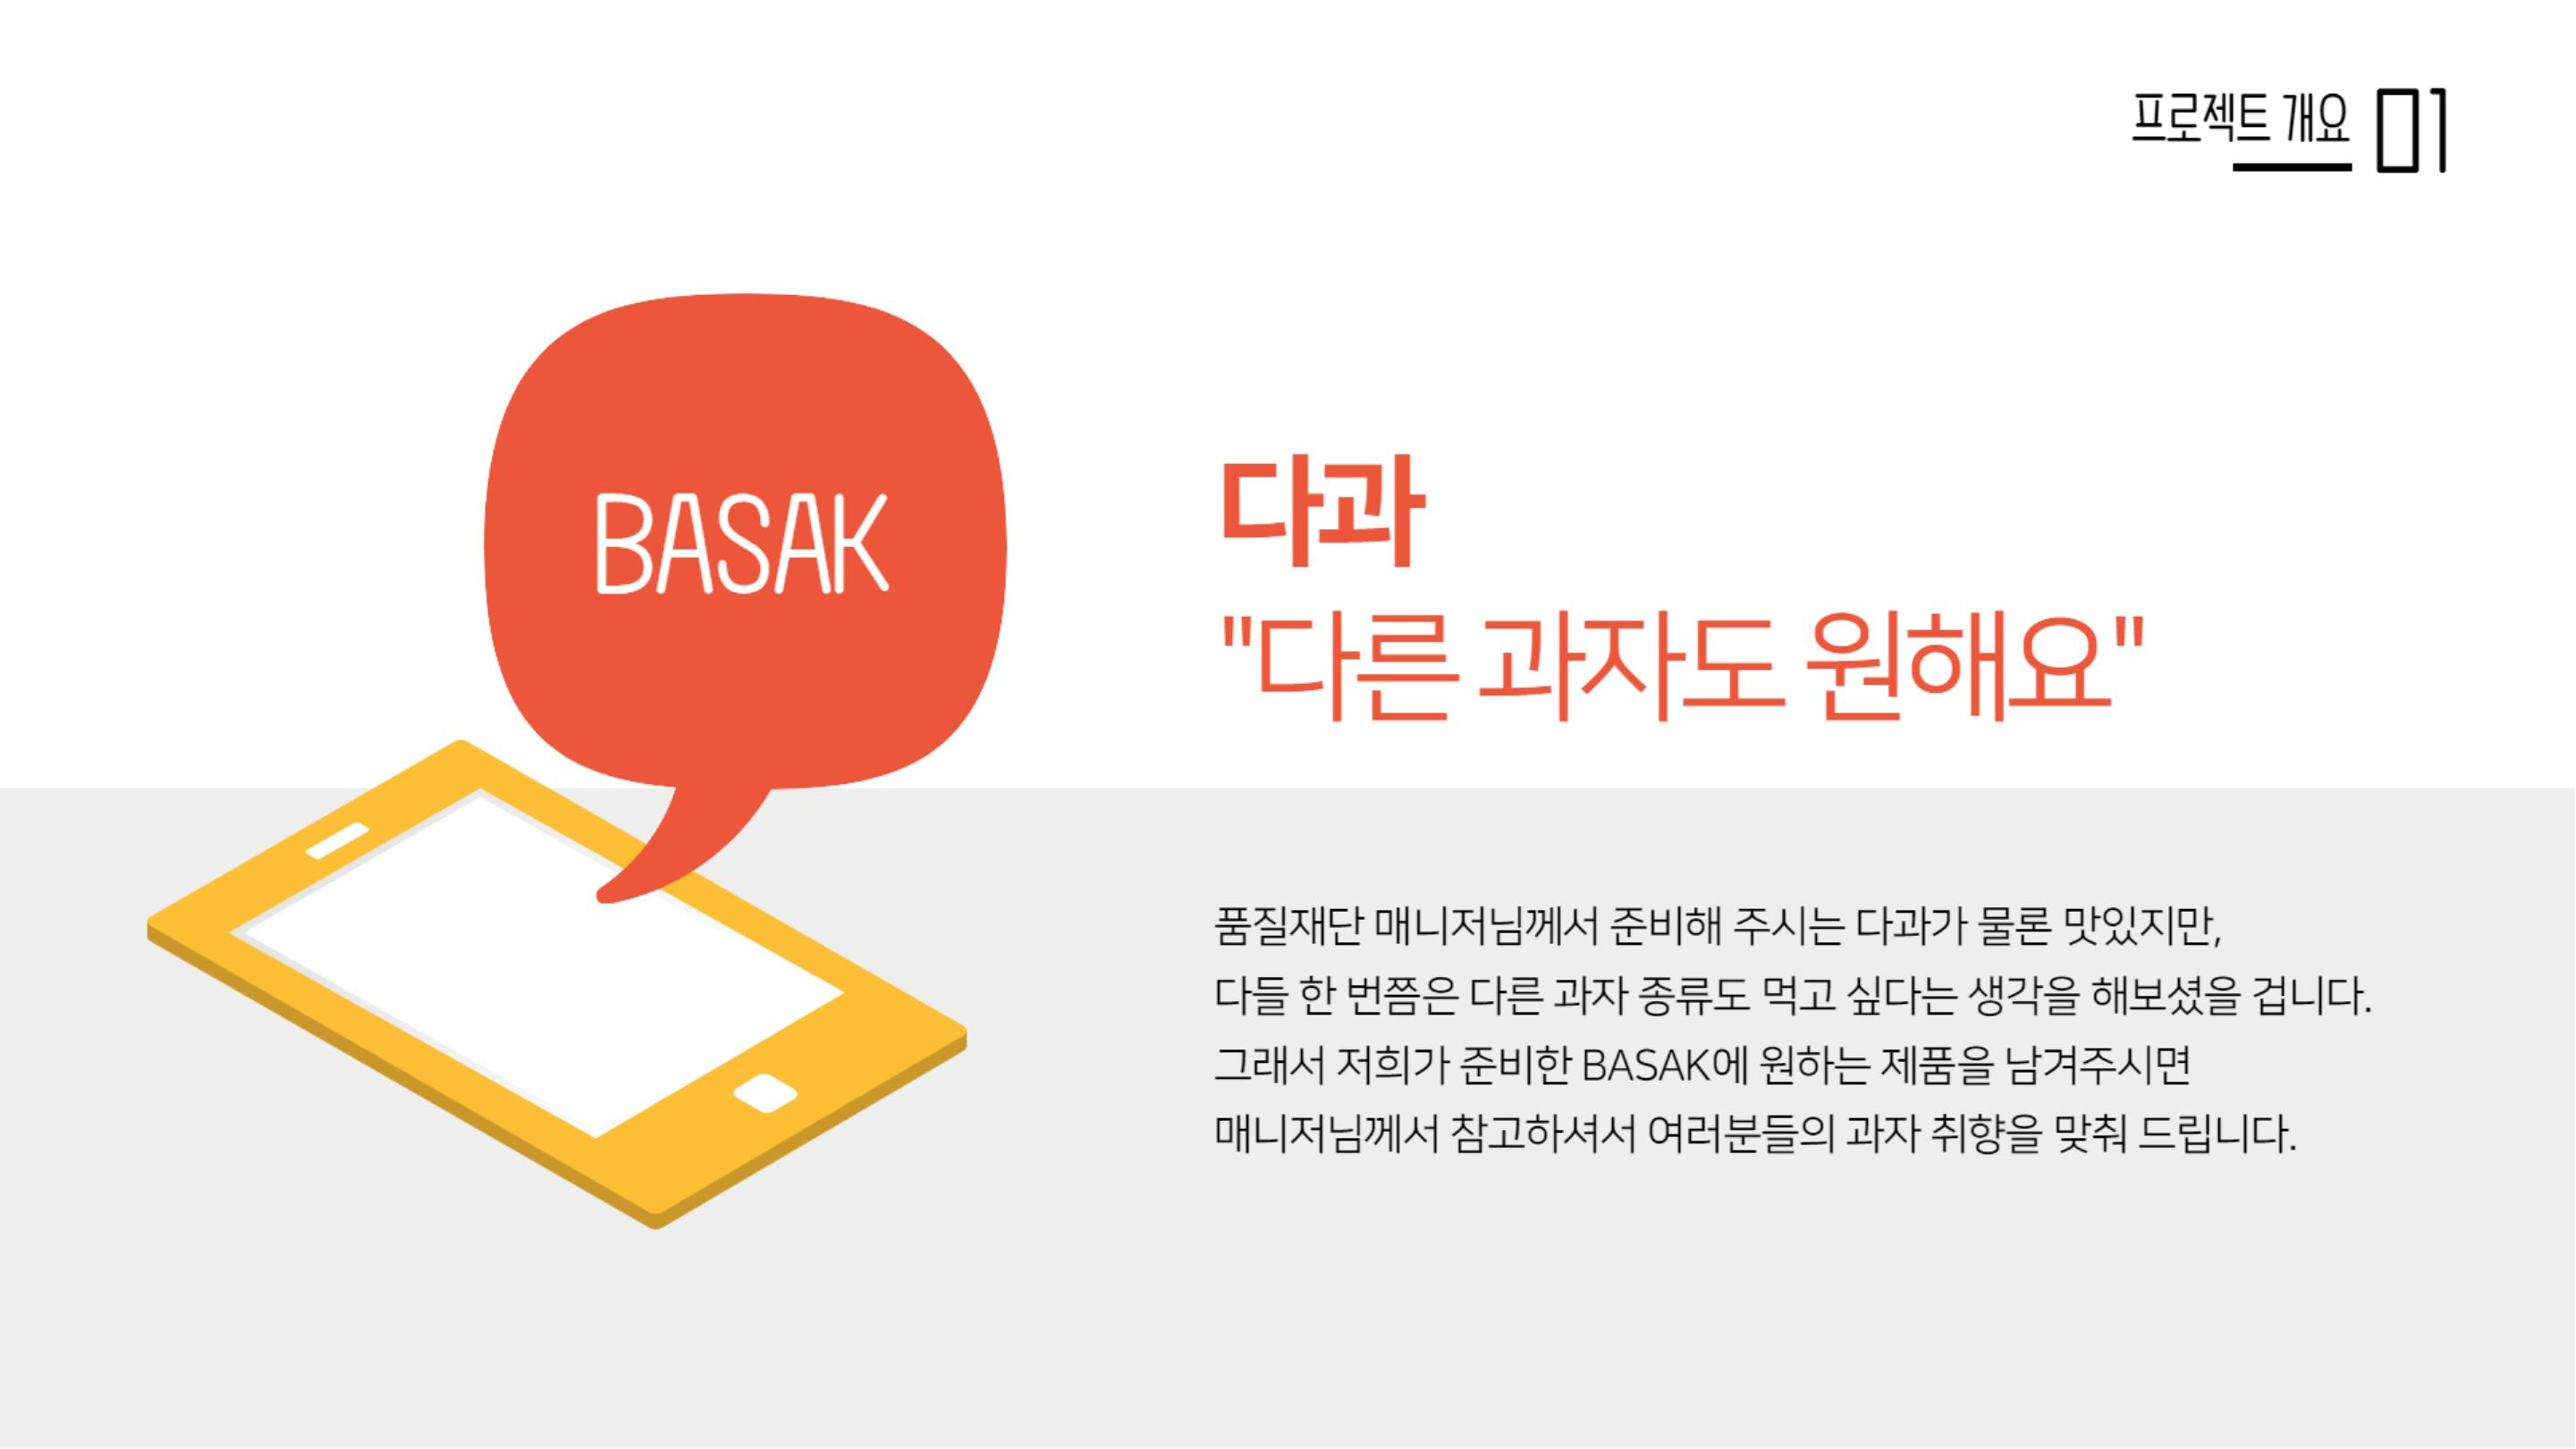 프로젝트 개요 01
BASAK
다과
"다른 과자도 원해요"
품질재단 매니저님께서 준비해 주시는 다과가 물론 맛있지만,
다들 한 번쯤은 다른 과자 종류도 먹고 싶다는 생각을 해보셨을 겁니다.
그래서 저희가 준비한 BASAK에 원하는 제품을 남겨주시면
매니저님께서 참고하셔서 여러분들의 과자 취향을 맞춰 드립니다.